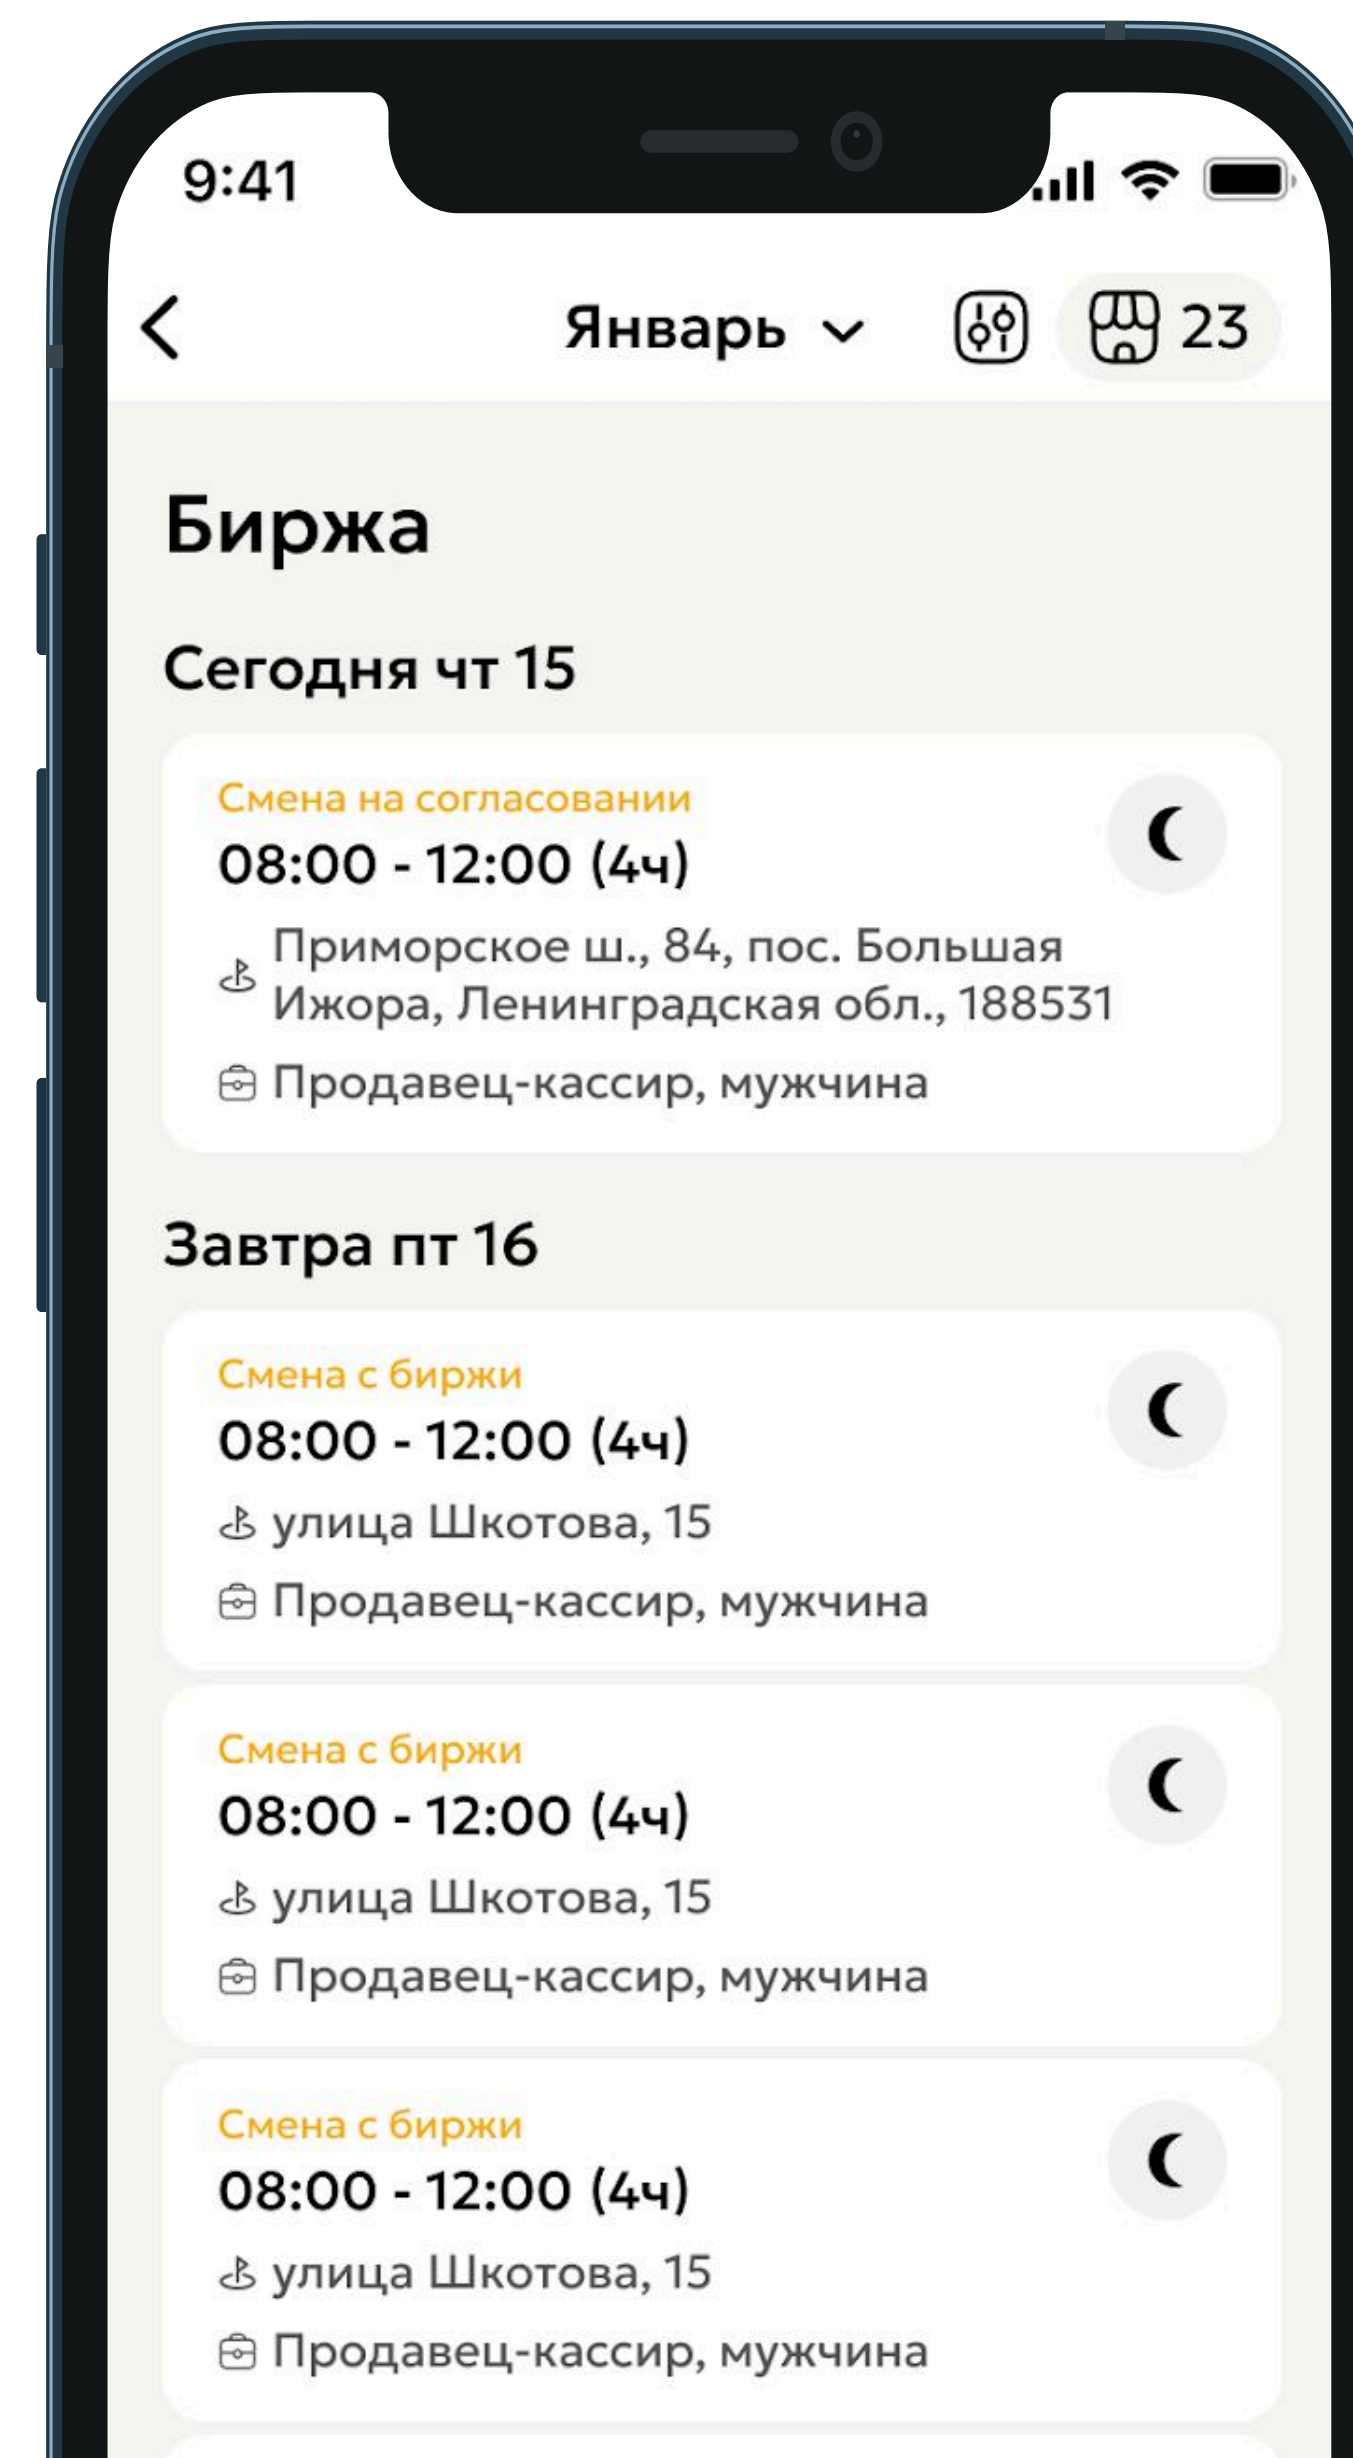 9:41
Январь
23
Биржа
Сегодня чт 15
Смена на согласовании
08:00 - 12:00 (4ч)
Приморское ш., 84, пос. Большая
Ижора, Ленинградская обл., 188531
Продавец-кассир, мужчина
Завтра пт 16
Смена с биржи
08:00 - 12:00 (4ч)
улица Шкотова, 15
Продавец-кассир, мужчина
Смена с биржи
08:00 - 12:00 (4ч)
улица Шкотова, 15
Продавец-кассир, мужчина
Смена с биржи
08:00 - 12:00 (4ч)
улица Шкотова, 15
Продавец-кассир, мужчина